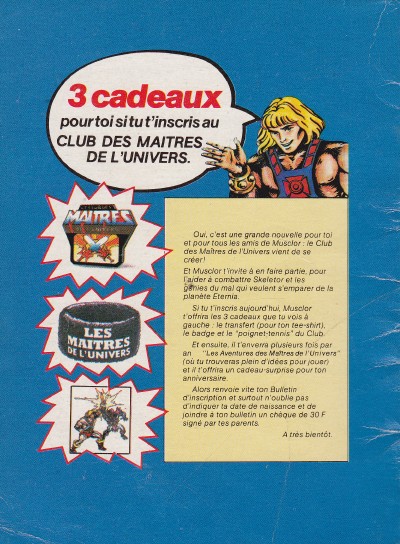 3 cadeaux
pour toi si tu t'inscris au
CLUB DES MAITRES
DE L'UNIVERS.
MAITRES
DE L'UNIVERS
LES
MAITRES
DE L'UNIVERS
Oui, c'est une grande nouvelle pour toi
et pour tous les amis de Musclor : le Club
des Maîtres de l'Univers vient de se
créer!
Et Musclor t'invite à en faire partie, pour
l'aider à combattre Skeletor et les
génies du mal qui veulent s'emparer de la
planète Eternia.
Si tu t'inscris aujourd'hui, Musclor
t'offrira les 3 cadeaux que tu vois à
gauche : le transfert (pour ton tee-shirt),
le badge et le "poignet-tennis" du Club.
Et ensuite, il t'enverra plusieurs fois par
an "Les Aventures des Maîtres de l'Univers"
(où tu trouveras plein d'idées pour jouer)
et il t'offrira un cadeau-surprise pour ton
anniversaire.
Alors renvoie vite ton Bulletin
d'inscription et surtout n'oublie pas
d'indiquer ta date de naissance et de
joindre à ton bulletin un chèque de 30 F
signé par tes parents.
A très bientôt.